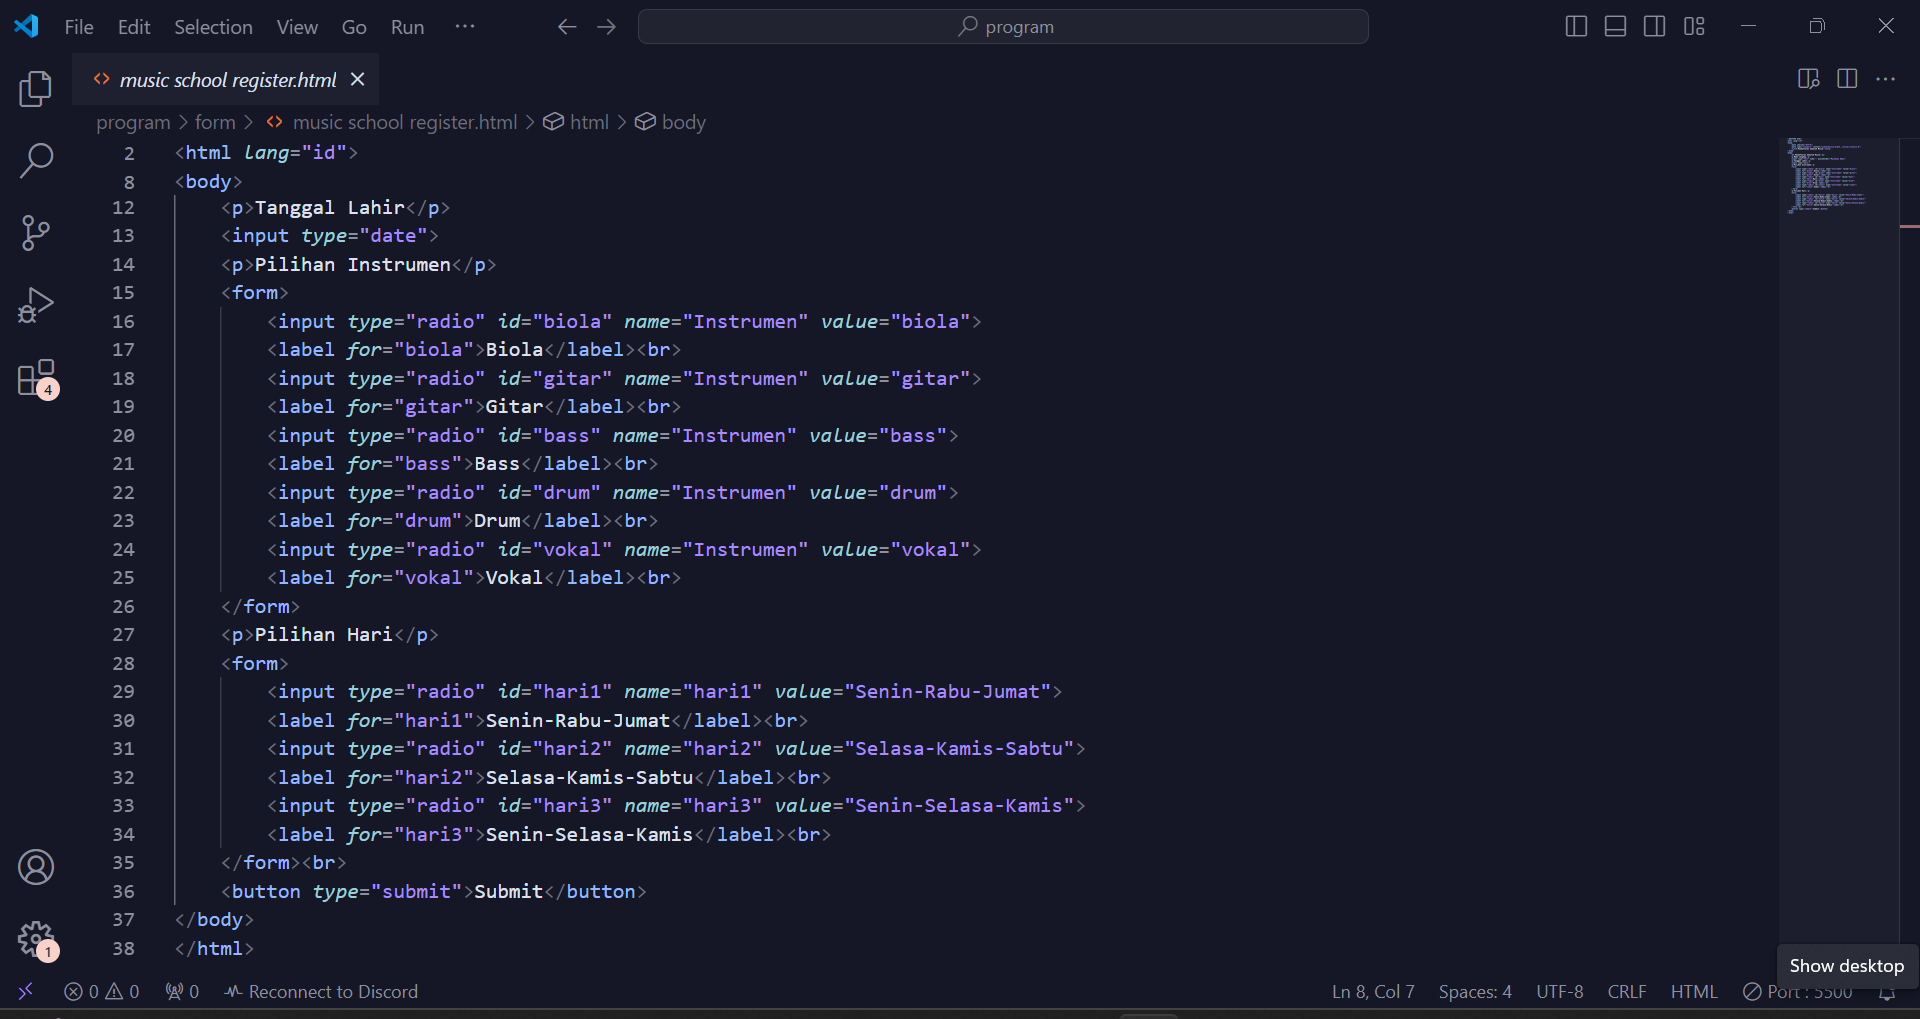 File Edit Selection View Go Run ···
program
music school register.html
program > form > music school register.html > html > body
2 <html lang="id">
8 <body>
12 <p>Tanggal Lahir</p>
13 <input type="date">
14 <p>Pilihan Instrumen</p>
15 <form>
16 <input type="radio" id="biola" name="Instrumen" value="biola">
17 <label for="biola">Biola</label><br>
18 <input type="radio" id="gitar" name="Instrumen" value="gitar">
19 <label for="gitar">Gitar</label><br>
20 <input type="radio" id="bass" name="Instrumen" value="bass">
21 <label for="bass">Bass</label><br>
22 <input type="radio" id="drum" name="Instrumen" value="drum">
23 <label for="drum">Drum</label><br>
24 <input type="radio" id="vokal" name="Instrumen" value="vokal">
25 <label for="vokal">Vokal</label><br>
26 </form>
27 <p>Pilihan Hari</p>
28 <form>
29 <input type="radio" id="hari1" name="hari1" value="Senin-Rabu-Jumat">
30 <label for="hari1">Senin-Rabu-Jumat</label><br>
31 <input type="radio" id="hari2" name="hari2" value="Selasa-Kamis-Sabtu">
32 <label for="hari2">Selasa-Kamis-Sabtu</label><br>
33 <input type="radio" id="hari3" name="hari3" value="Senin-Selasa-Kamis">
34 <label for="hari3">Senin-Selasa-Kamis</label><br>
35 </form><br>
36 <button type="submit">Submit</button>
37 </body>
38 </html>
4
1
Show desktop
0 0 0 Reconnect to Discord Ln 8, Col 7 Spaces: 4 UTF-8 CRLF HTML Port : 5500